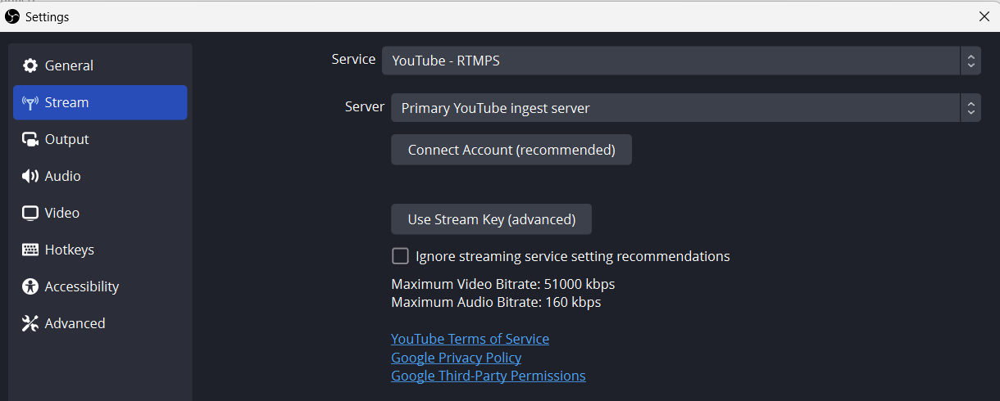 Settings
General
Stream
Output
Audio
Video
Hotkeys
Accessibility
Advanced
Service YouTube - RTMPS
Server Primary YouTube ingest server
Connect Account (recommended)
Use Stream Key (advanced)
Ignore streaming service setting recommendations
Maximum Video Bitrate: 51000 kbps
Maximum Audio Bitrate: 160 kbps
YouTube Terms of Service
Google Privacy Policy
Google Third-Party Permissions